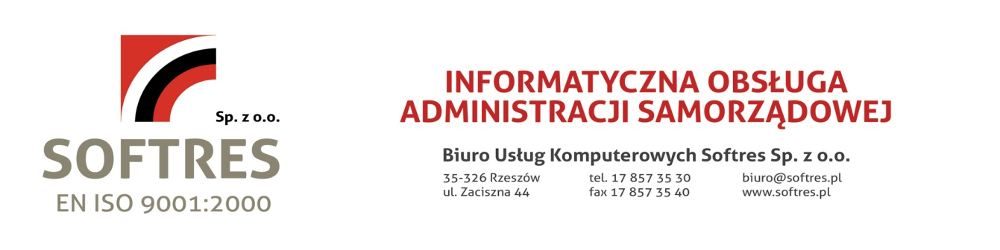 Sp. z o.o.
SOFTRES
EN ISO 9001:2000
INFORMATYCZNA OBSŁUGA
ADMINISTRACJI SAMORZĄDOWEJ
Biuro Usług Komputerowych Softres Sp. z o.o.
35-326 Rzeszów tel. 17 857 35 30 biuro@softres.pl
ul. Zaciszna 44 fax 17 857 35 40 www.softres.pl